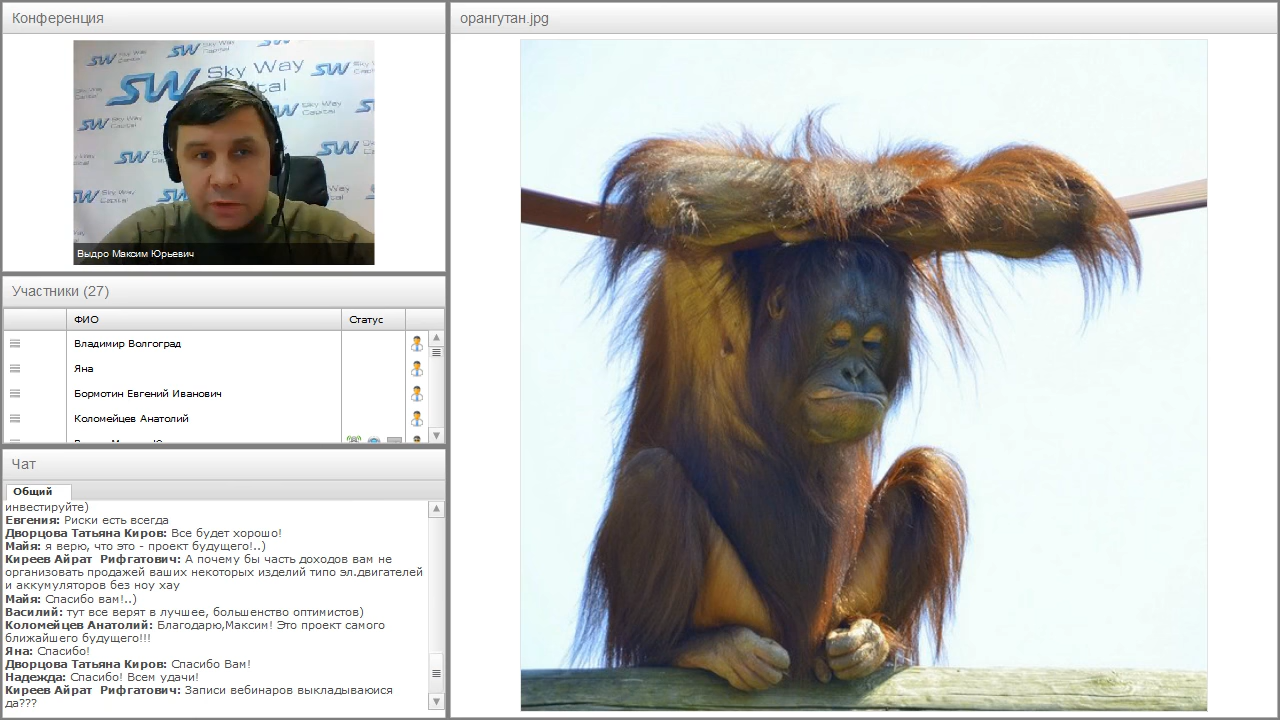 Конференция
SW Sky Way Capital
SW
Sky Way
Capital
Выдро Максим Юрьевич
Участники (27)
ФИО
Статус
Владимир Волгоград
Яна
Бормотин Евгений Иванович
Коломейцев Анатолий
Чат
Общий
инвестируйте)
Евгения: Риски есть всегда
Дворцова Татьяна Киров: Все будет хорошо!
Майя: я верю, что это - проект будущего!..)
Киреев Айрат Рифгатович: А почему бы часть доходов вам не
организовать продажей ваших некоторых изделий типо эл.двигателей
и аккумуляторов без ноу хау
Майя: Спасибо вам!..)
Василий: тут все верят в лучшее, большенство оптимистов)
Коломейцев Анатолий: Благодарю,Максим! Это проект самого
ближайшего будущего!!!
Яна: Спасибо!
Дворцова Татьяна Киров: Спасибо Вам!
Надежда: Спасибо! Всем удачи!
Киреев Айрат Рифгатович: Записи вебинаров выкладываюися
да???
орангутан.jpg